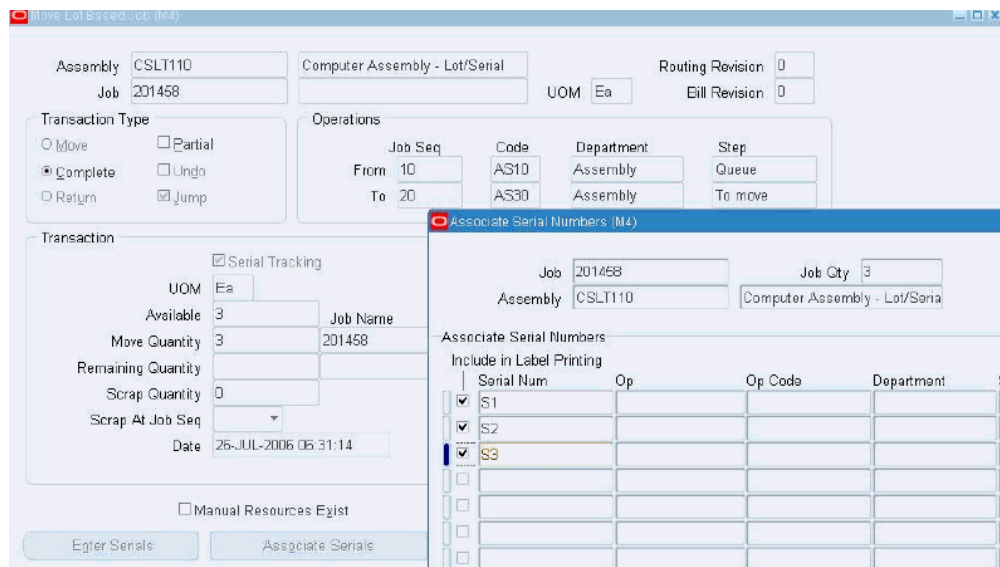 Move Lot Based Job (M4)
Assembly CSLT110 Computer Assembly - Lot/Serial Routing Revision 0
Job 201458 UOM Ea Bill Revision 0
Transaction Type Operations
Move Partial Job Seq Code Department Step
Complete Undo From 10 AS10 Assembly Queue
Return Jump To 20 AS30 Assembly To move
Associate Serial Numbers (M4)
Transaction
Serial Tracking
UOM Ea
Available 3 Job Name
Move Quantity 3 201458
Remaining Quantity
Scrap Quantity 0
Scrap At Job Seq
Date 26-JUL-2006 06:31:14
Manual Resources Exist
Enter Serials Associate Serials
Job 201458 Job Qty 3
Assembly CSLT110 Computer Assembly - Lot/Seria
Associate Serial Numbers
Include in Label Printing
Serial Num Op Op Code Department
S1
S2
S3